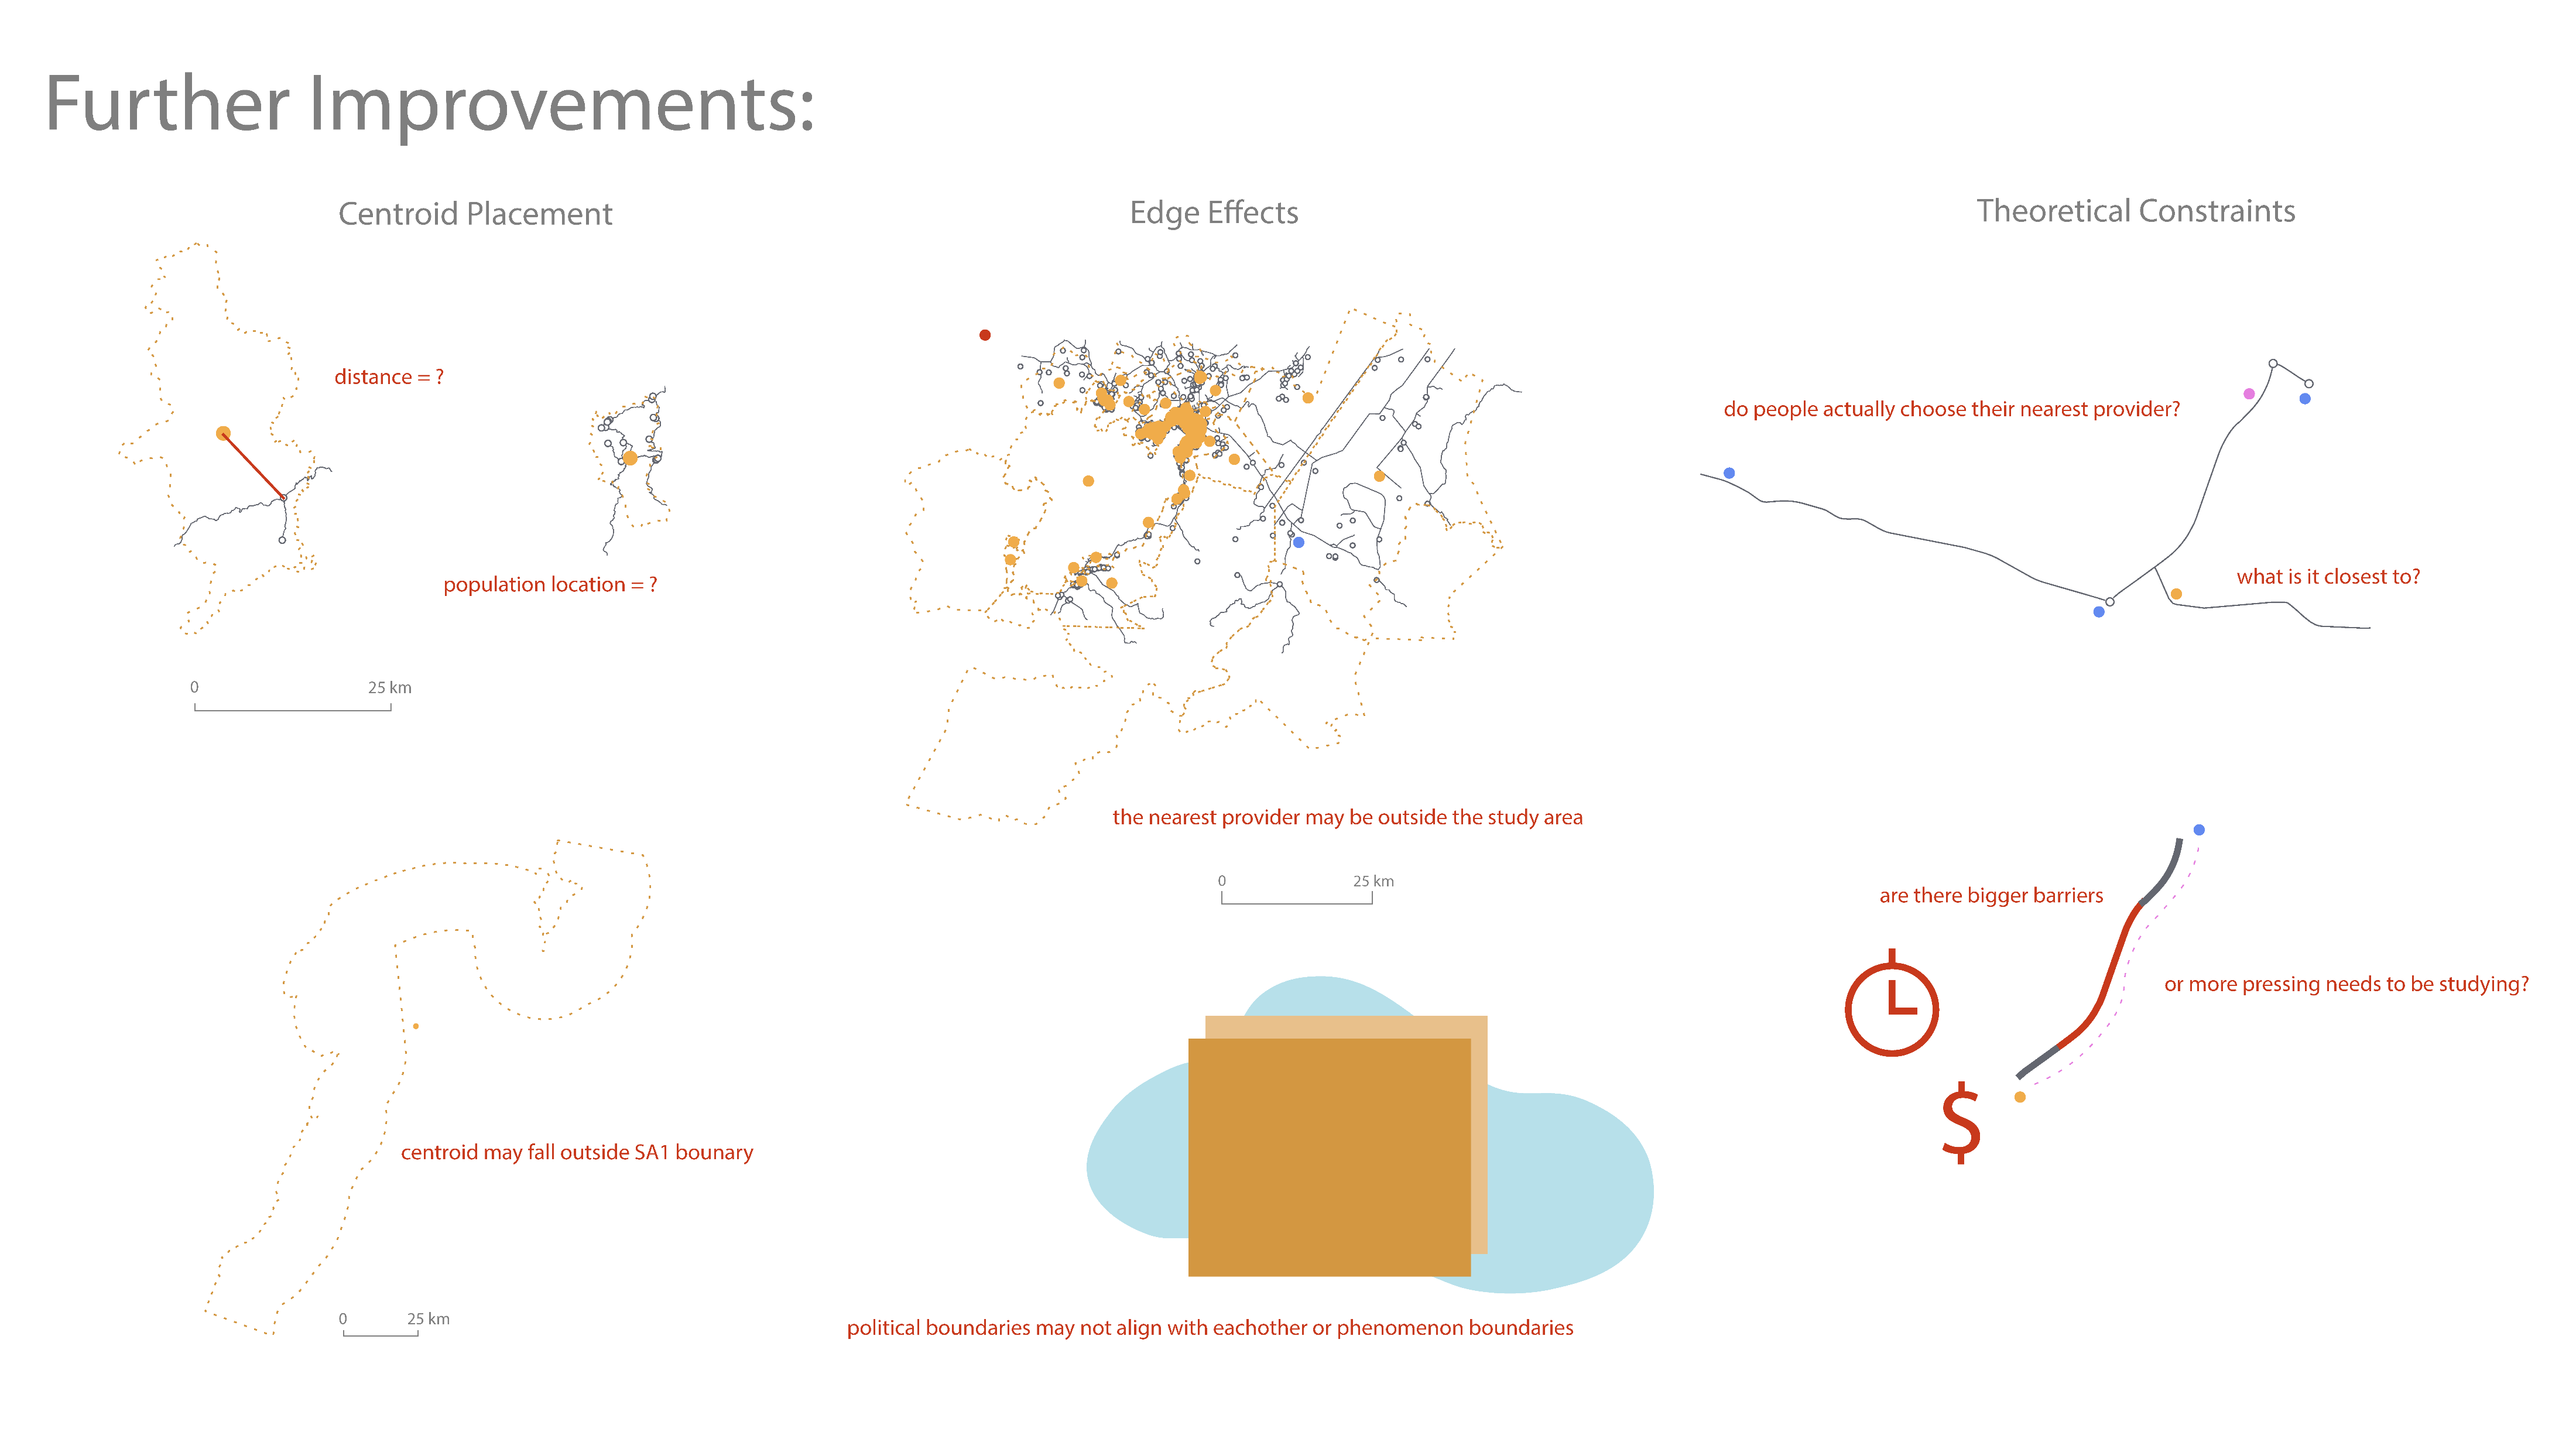 Further Improvements:
Centroid Placement
distance = ?
population location = ?
0 25 km
centroid may fall outside SA1 bounary
0 25 km
Edge Effects
the nearest provider may be outside the study area
0 25 km
political boundaries may not align with eachother or phenomenon boundaries
Theoretical Constraints
do people actually choose their nearest provider?
what is it closest to?
are there bigger barriers
or more pressing needs to be studying?
$